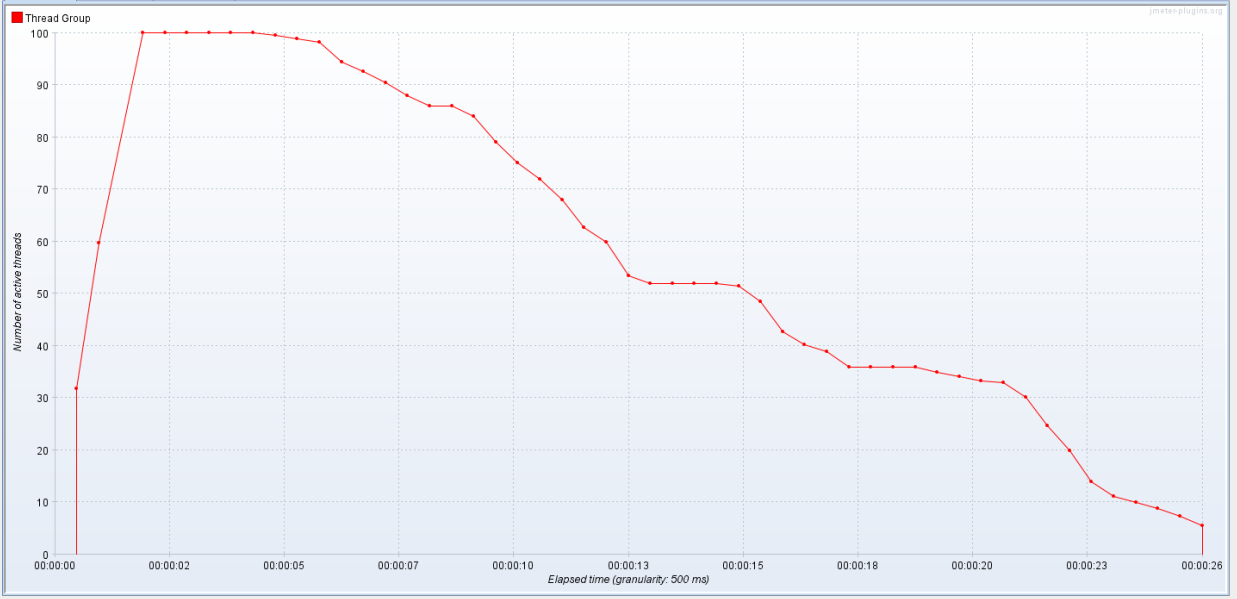 jmeter-plugins.org
Thread Group
100
90
80
70
60
50
40
30
20
10
0
Number of active threads
00:00:00 00:00:02 00:00:05 00:00:07 00:00:10 00:00:13 00:00:15 00:00:18 00:00:20 00:00:23 00:00:26
Elapsed time (granularity: 500 ms)